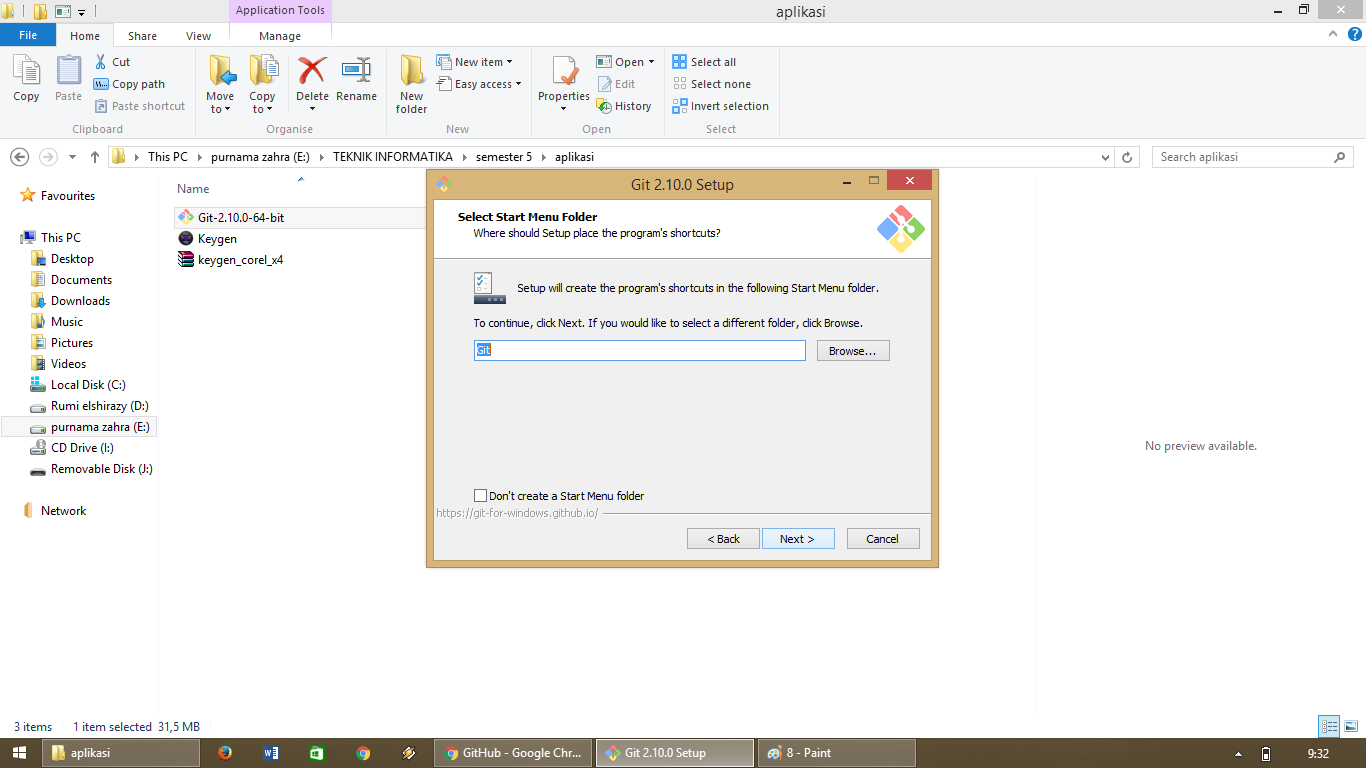 Application Tools
aplikasi
File
Home
Share
View
Manage
Copy
Paste
Cut
Copy path
Paste shortcut
Clipboard
Move to
Copy to
Delete
Rename
Organise
New folder
New item
Easy access
New
Properties
Open
Edit
History
Open
Select all
Select none
Invert selection
Select
This PC
purnama zahra (E:)
TEKNIK INFORMATIKA
semester 5
aplikasi
Search aplikasi
Favourites
This PC
Desktop
Documents
Downloads
Music
Pictures
Videos
Local Disk (C:)
Rumi elshirazy (D:)
purnama zahra (E:)
CD Drive (I:)
Removable Disk (J:)
Network
Name
Git-2.10.0-64-bit
Keygen
keygen_corel_x4
Git 2.10.0 Setup
Select Start Menu Folder
Where should Setup place the program's shortcuts?
Setup will create the program's shortcuts in the following Start Menu folder.
To continue, click Next. If you would like to select a different folder, click Browse.
Git
Browse...
Don't create a Start Menu folder
https://git-for-windows.github.io/
< Back
Next >
Cancel
No preview available.
3 items
1 item selected 31,5 MB
aplikasi
GitHub - Google Chr...
Git 2.10.0 Setup
8 - Paint
9:32